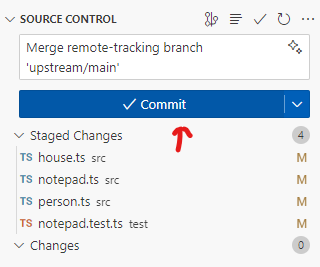 SOURCE CONTROL
Merge remote-tracking branch
'upstream/main'
Commit
Staged Changes 4
TS house.ts src M
TS notepad.ts src M
TS person.ts src M
TS notepad.test.ts test M
Changes 0